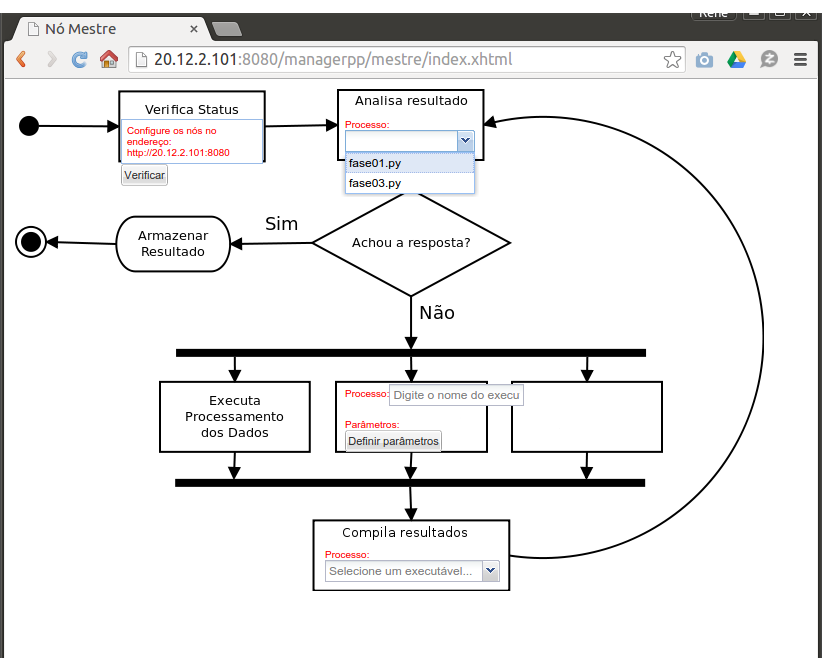 Rene
Nó Mestre
20.12.2.101:8080/managerpp/mestre/index.xhtml
Verifica Status
Configure os nós no
endereço:
http://20.12.2.101:8080
Verificar
Analisa resultado
Processo:
fase01.py
fase03.py
Armazenar
Resultado
Sim
Achou a resposta?
Não
Executa
Processamento
dos Dados
Processo:
Digite o nome do execu
Parâmetros:
Definir parâmetros
Compila resultados
Processo:
Selecione um executável...